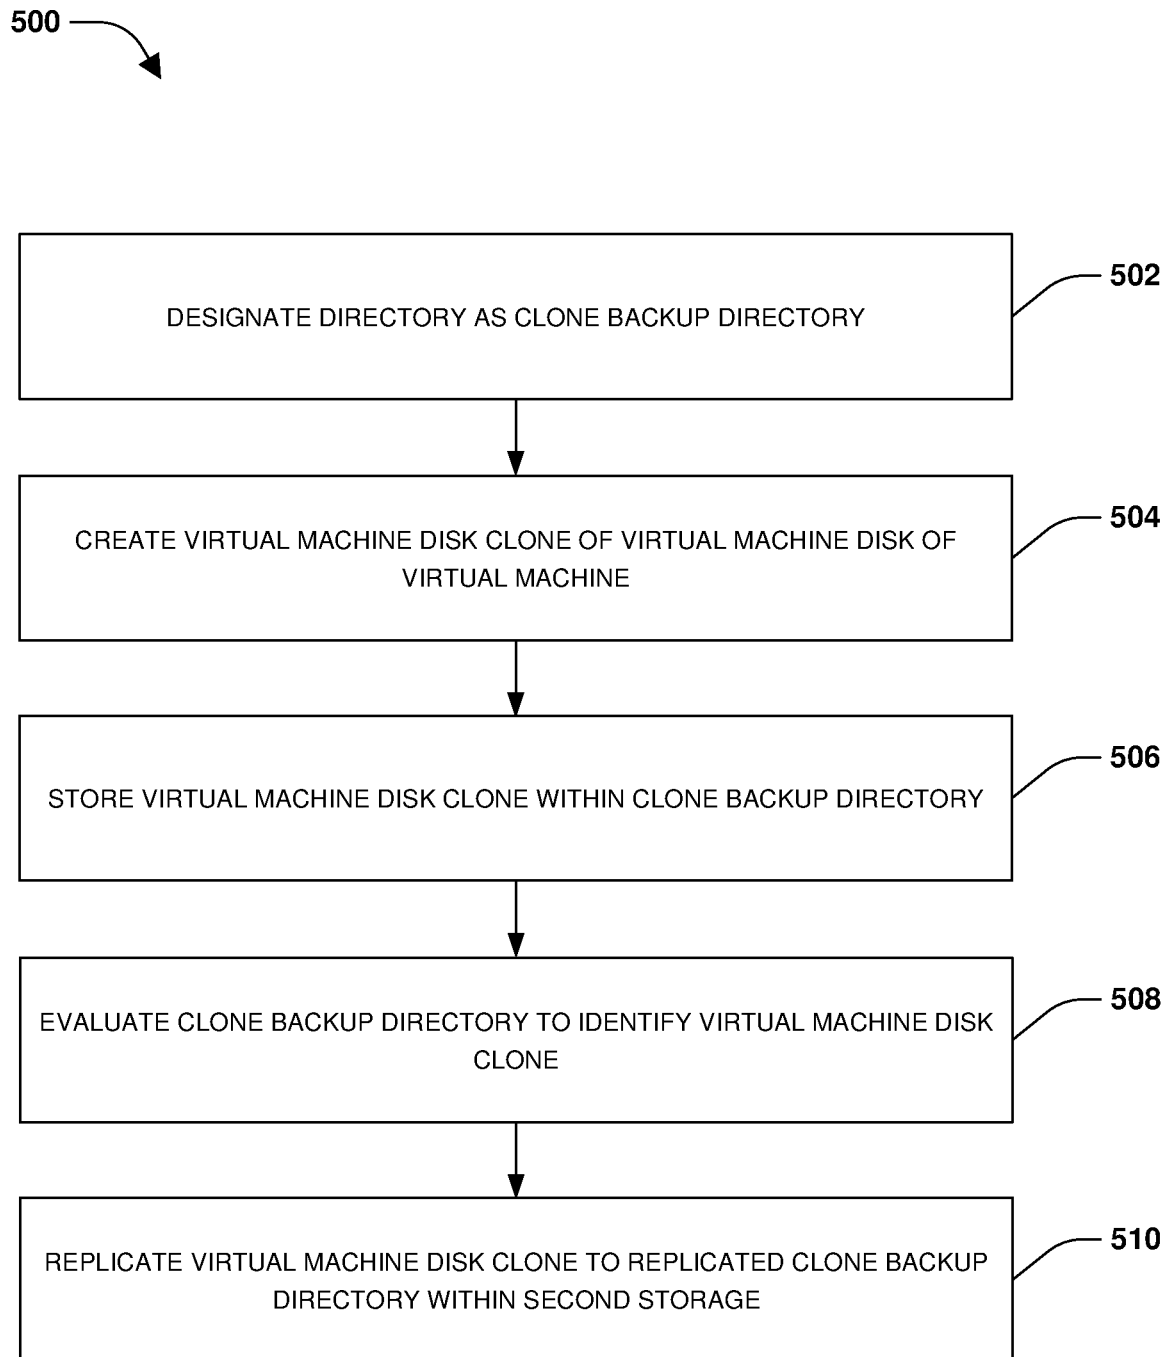 500
DESIGNATE DIRECTORY AS CLONE BACKUP DIRECTORY
502
CREATE VIRTUAL MACHINE DISK CLONE OF VIRTUAL MACHINE DISK OF
VIRTUAL MACHINE
504
STORE VIRTUAL MACHINE DISK CLONE WITHIN CLONE BACKUP DIRECTORY
506
EVALUATE CLONE BACKUP DIRECTORY TO IDENTIFY VIRTUAL MACHINE DISK
CLONE
508
REPLICATE VIRTUAL MACHINE DISK CLONE TO REPLICATED CLONE BACKUP
DIRECTORY WITHIN SECOND STORAGE
510